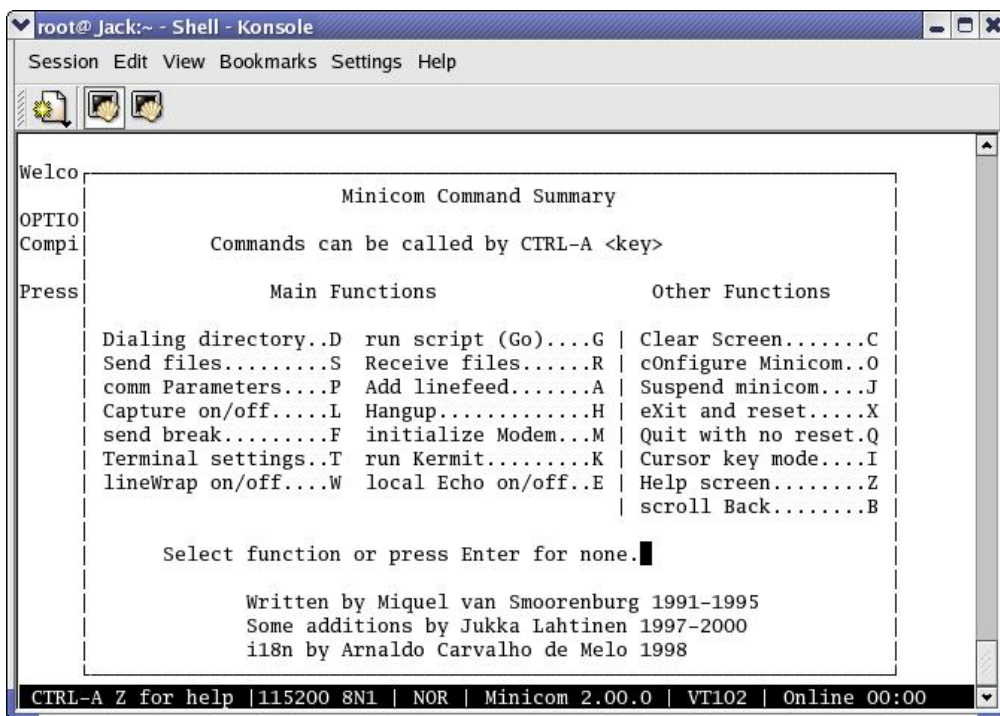 root@ Jack:~ - Shell - Konsole
Session Edit View Bookmarks Settings Help
Welco
Minicom Command Summary
OPTIO
Compi Commands can be called by CTRL-A <key>
Press Main Functions Other Functions
Dialing directory..D run script (Go)....G | Clear Screen.......C
Send files.........S Receive files......R | cOnfigure Minicom..O
comm Parameters....P Add linefeed.......A | Suspend minicom....J
Capture on/off.....L Hangup.............H | eXit and reset.....X
send break.........F initialize Modem...M | Quit with no reset.Q
Terminal settings..T run Kermit.........K | Cursor key mode....I
lineWrap on/off....W local Echo on/off..E | Help screen........Z
| scroll Back........B
Select function or press Enter for none.
Written by Miquel van Smoorenburg 1991-1995
Some additions by Jukka Lahtinen 1997-2000
i18n by Arnaldo Carvalho de Melo 1998
CTRL-A Z for help |115200 8N1 | NOR | Minicom 2.00.0 | VT102 | Online 00:00